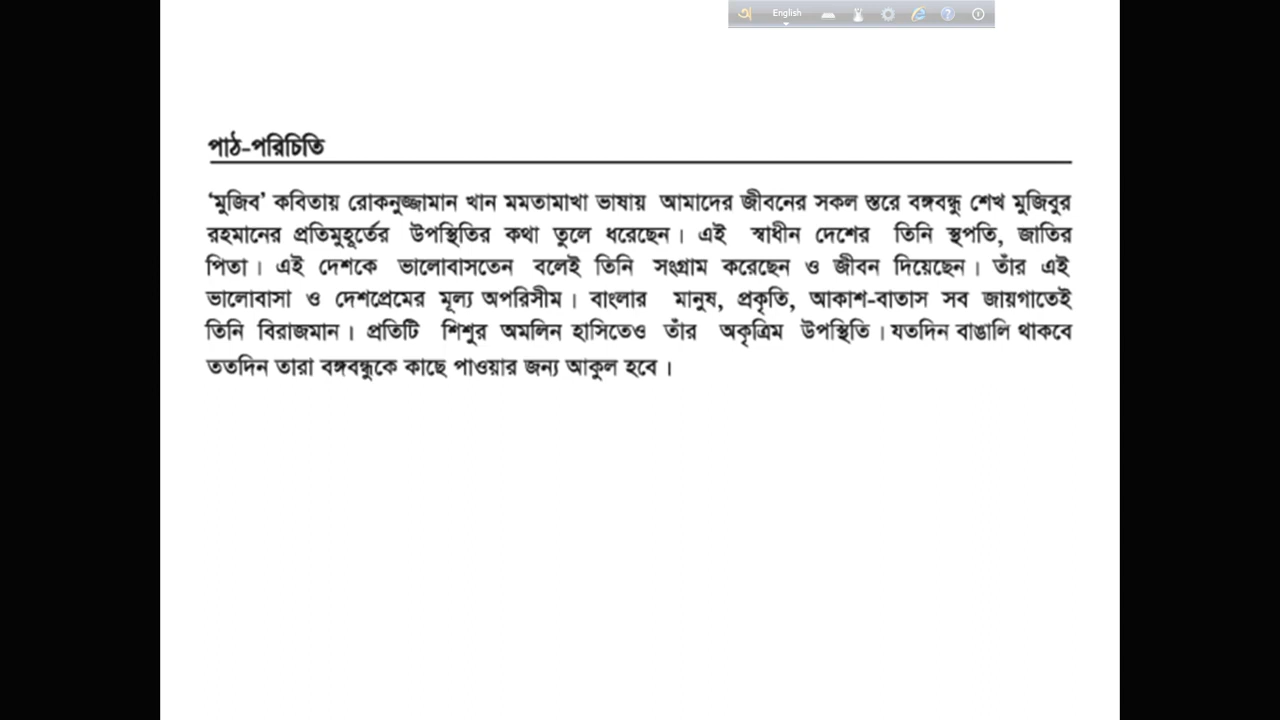 অ English
পাঠ-পরিচিতি
‘মুজিব’ কবিতায় রোকনুজ্জামান খান মমতামাখা ভাষায় আমাদের জীবনের সকল স্তরে বঙ্গবন্ধু শেখ মুজিবুর
রহমানের প্রতিমুহূর্তের উপস্থিতির কথা তুলে ধরেছেন। এই স্বাধীন দেশের তিনি স্থপতি, জাতির
পিতা। এই দেশকে ভালোবাসতেন বলেই তিনি সংগ্রাম করেছেন ও জীবন দিয়েছেন। তাঁর এই
ভালোবাসা ও দেশপ্রেমের মূল্য অপরিসীম। বাংলার মানুষ, প্রকৃতি, আকাশ-বাতাস সব জায়গাতেই
তিনি বিরাজমান। প্রতিটি শিশুর অমলিন হাসিতেও তাঁর অকৃত্রিম উপস্থিতি। যতদিন বাঙালি থাকবে
ততদিন তারা বঙ্গবন্ধুকে কাছে পাওয়ার জন্য আকুল হবে।